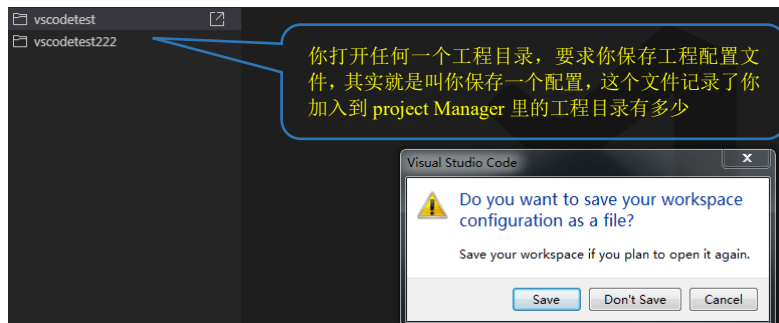 vscodetest
vscodetest222
你打开任何一个工程目录，要求你保存工程配置文
件，其实就是叫你保存一个配置，这个文件记录了你
加入到 project Manager 里的工程目录有多少
Visual Studio Code
x
Do you want to save your workspace
configuration as a file?
Save your workspace if you plan to open it again.
Save
Don't Save
Cancel